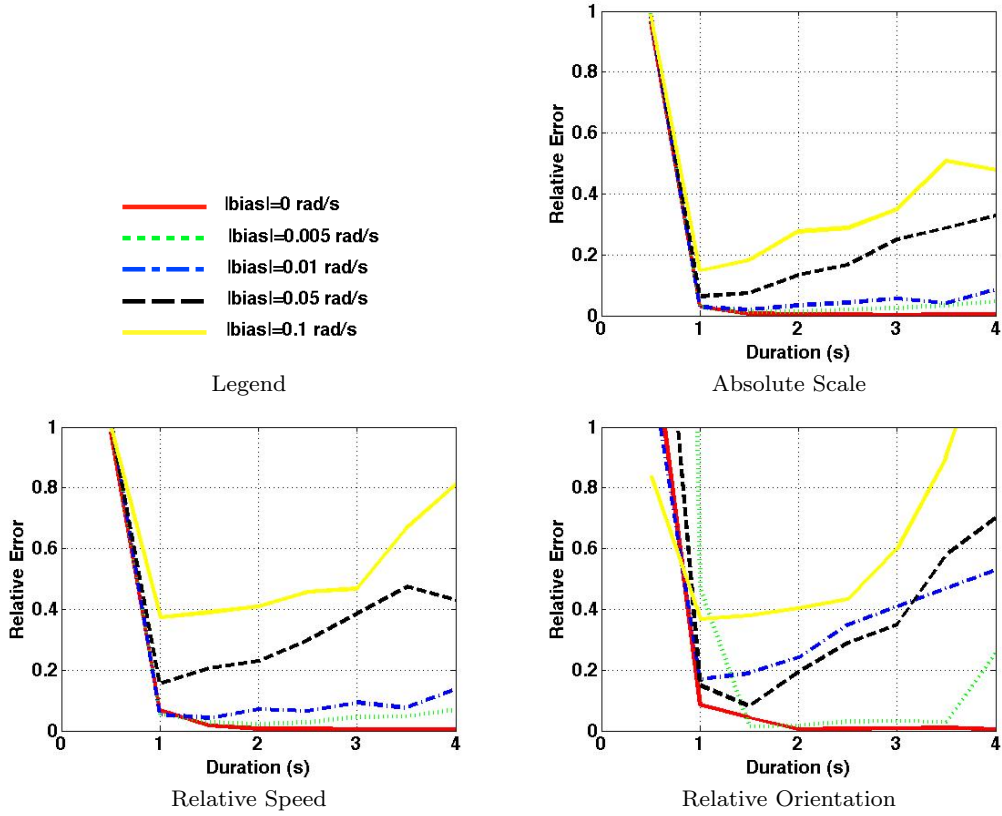 |bias|=0 rad/s
|bias|=0.005 rad/s
|bias|=0.01 rad/s
|bias|=0.05 rad/s
|bias|=0.1 rad/s
Legend
1
0.8
0.6
0.4
0.2
0
Relative Error
0 1 2 3 4
Duration (s)
Absolute Scale
1
0.8
0.6
0.4
0.2
0
Relative Error
0 1 2 3 4
Duration (s)
Relative Speed
1
0.8
0.6
0.4
0.2
0
Relative Error
0 1 2 3 4
Duration (s)
Relative Orientation